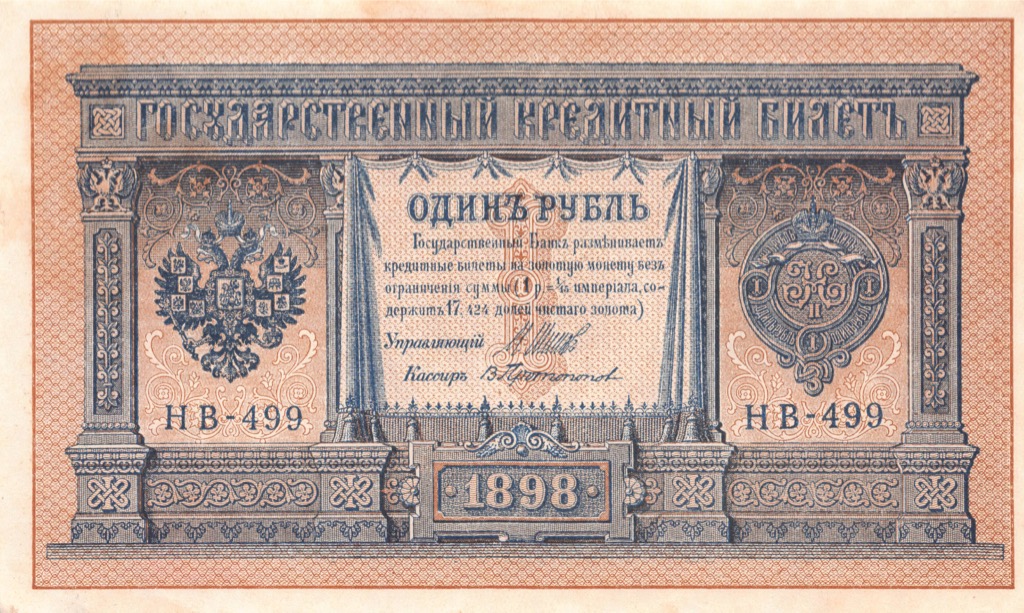 ГОСУДАРСТВЕННЫЙ КРЕДИТНЫЙ БИЛЕТЪ
ОДИНЪ РУБЛЬ
Государственный Банкъ размѣниваетъ
кредитные билеты на золотую монету безъ
ограниченія суммы (1 р.= 1/15 имперіала, со-
держитъ 17, 424 долей чистаго золота)
Управляющій
Кассиръ В Протопопов
НВ-499
НВ-499
1898